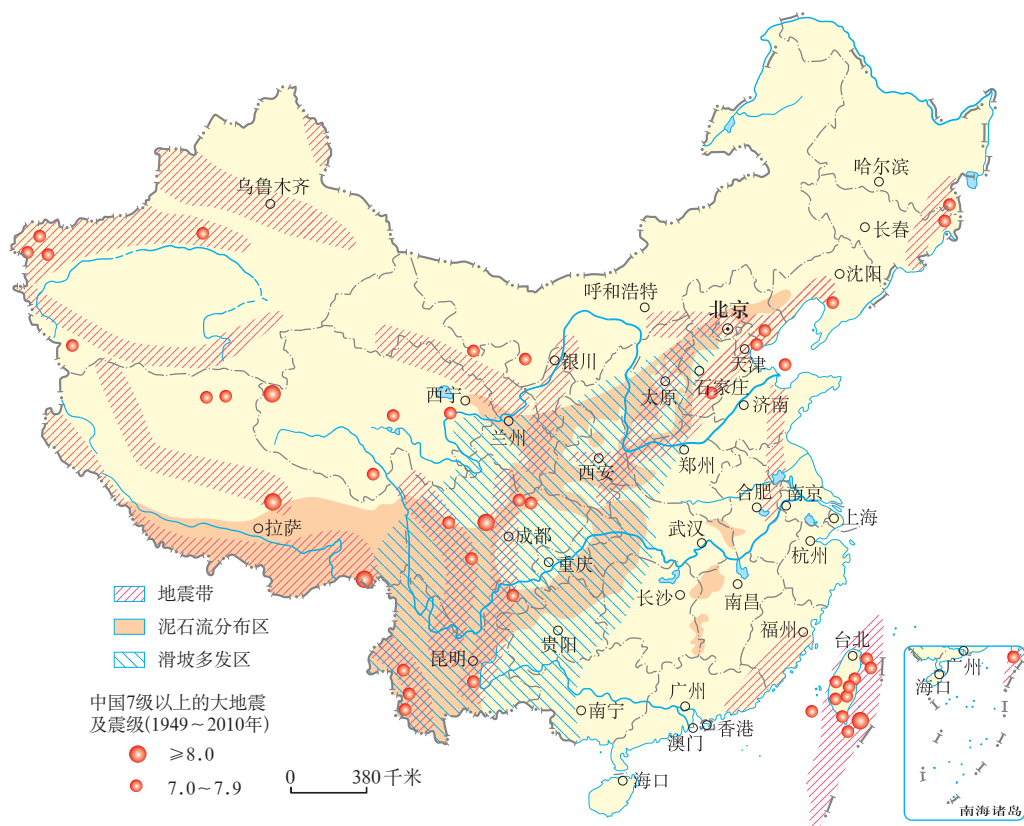 哈尔滨
乌鲁木齐
长春
沈阳
呼和浩特
北京
天津
银川
石家庄
太原
西宁
济南
兰州
郑州
西安
合肥
南京
上海
拉萨
成都
武汉
杭州
重庆
长沙
南昌
贵阳
福州
台北
昆明
广州
南宁
香港
澳门
海口
广州
海口
南海诸岛
地震带
泥石流分布区
滑坡多发区
中国7级以上的大地震
及震级(1949～2010年)
≥8.0
7.0～7.9
0 380千米